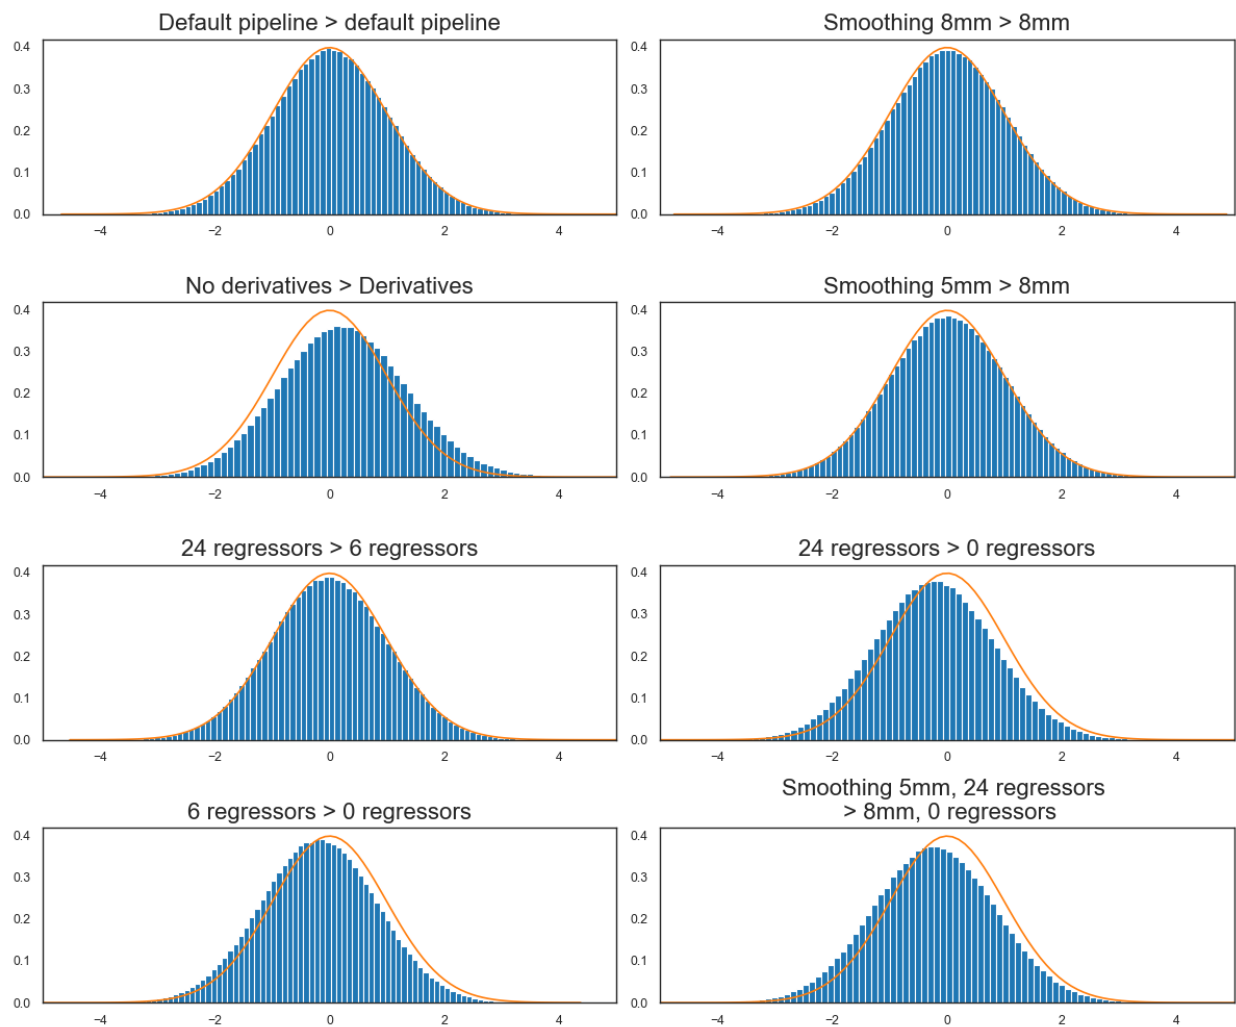 Default pipeline > default pipeline
0.4
0.3
0.2
0.1
0.0
−4 −2 0 2 4
Smoothing 8mm > 8mm
0.4
0.3
0.2
0.1
0.0
−4 −2 0 2 4
No derivatives > Derivatives
0.4
0.3
0.2
0.1
0.0
−4 −2 0 2 4
Smoothing 5mm > 8mm
0.4
0.3
0.2
0.1
0.0
−4 −2 0 2 4
24 regressors > 6 regressors
0.4
0.3
0.2
0.1
0.0
−4 −2 0 2 4
24 regressors > 0 regressors
0.4
0.3
0.2
0.1
0.0
−4 −2 0 2 4
6 regressors > 0 regressors
0.4
0.3
0.2
0.1
0.0
−4 −2 0 2 4
Smoothing 5mm, 24 regressors
> 8mm, 0 regressors
0.4
0.3
0.2
0.1
0.0
−4 −2 0 2 4